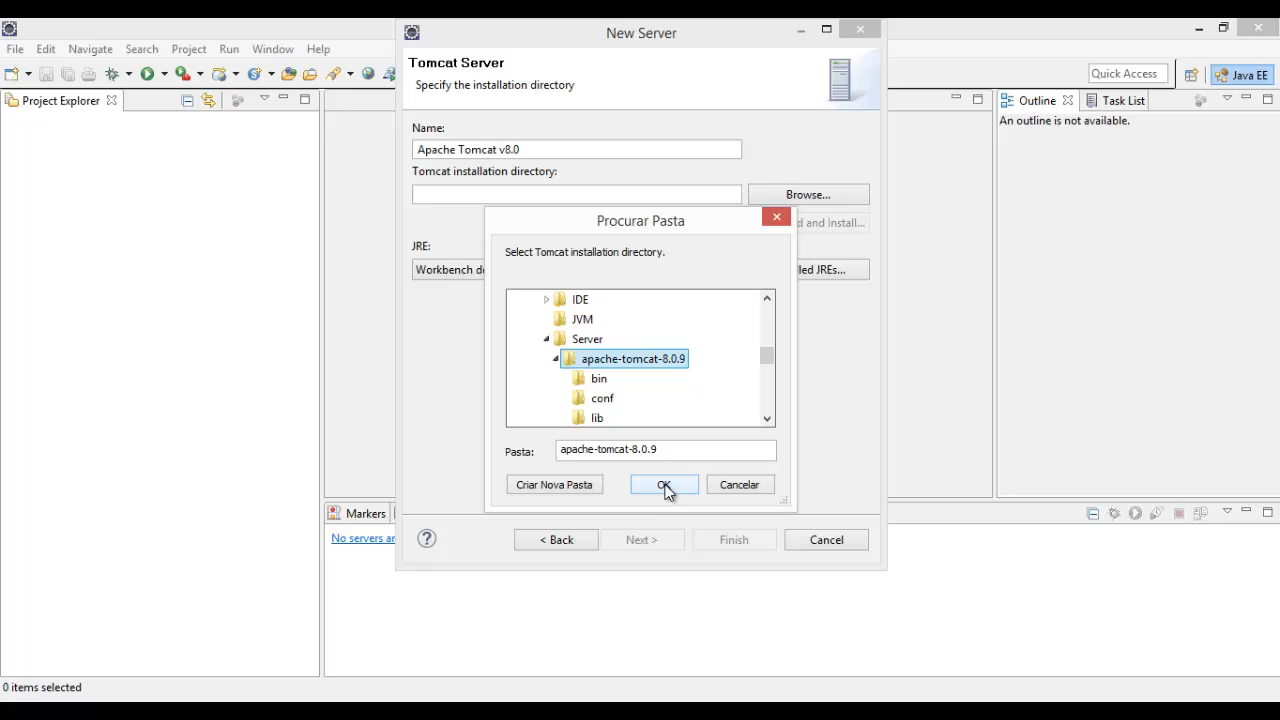 New Server
File Edit Navigate Search Project Run Window Help
Tomcat Server
Specify the installation directory
Quick Access
Java EE
Project Explorer
Outline
Task List
An outline is not available.
Name:
Apache Tomcat v8.0
Tomcat installation directory:
Browse...
Procurar Pasta
and Install...
JRE:
Select Tomcat installation directory.
Workbench
JREs...
IDE
JVM
Server
apache-tomcat-8.0.9
bin
conf
lib
Pasta:
apache-tomcat-8.0.9
Criar Nova Pasta
OK
Cancelar
Markers
No servers
< Back
Next >
Finish
Cancel
0 items selected